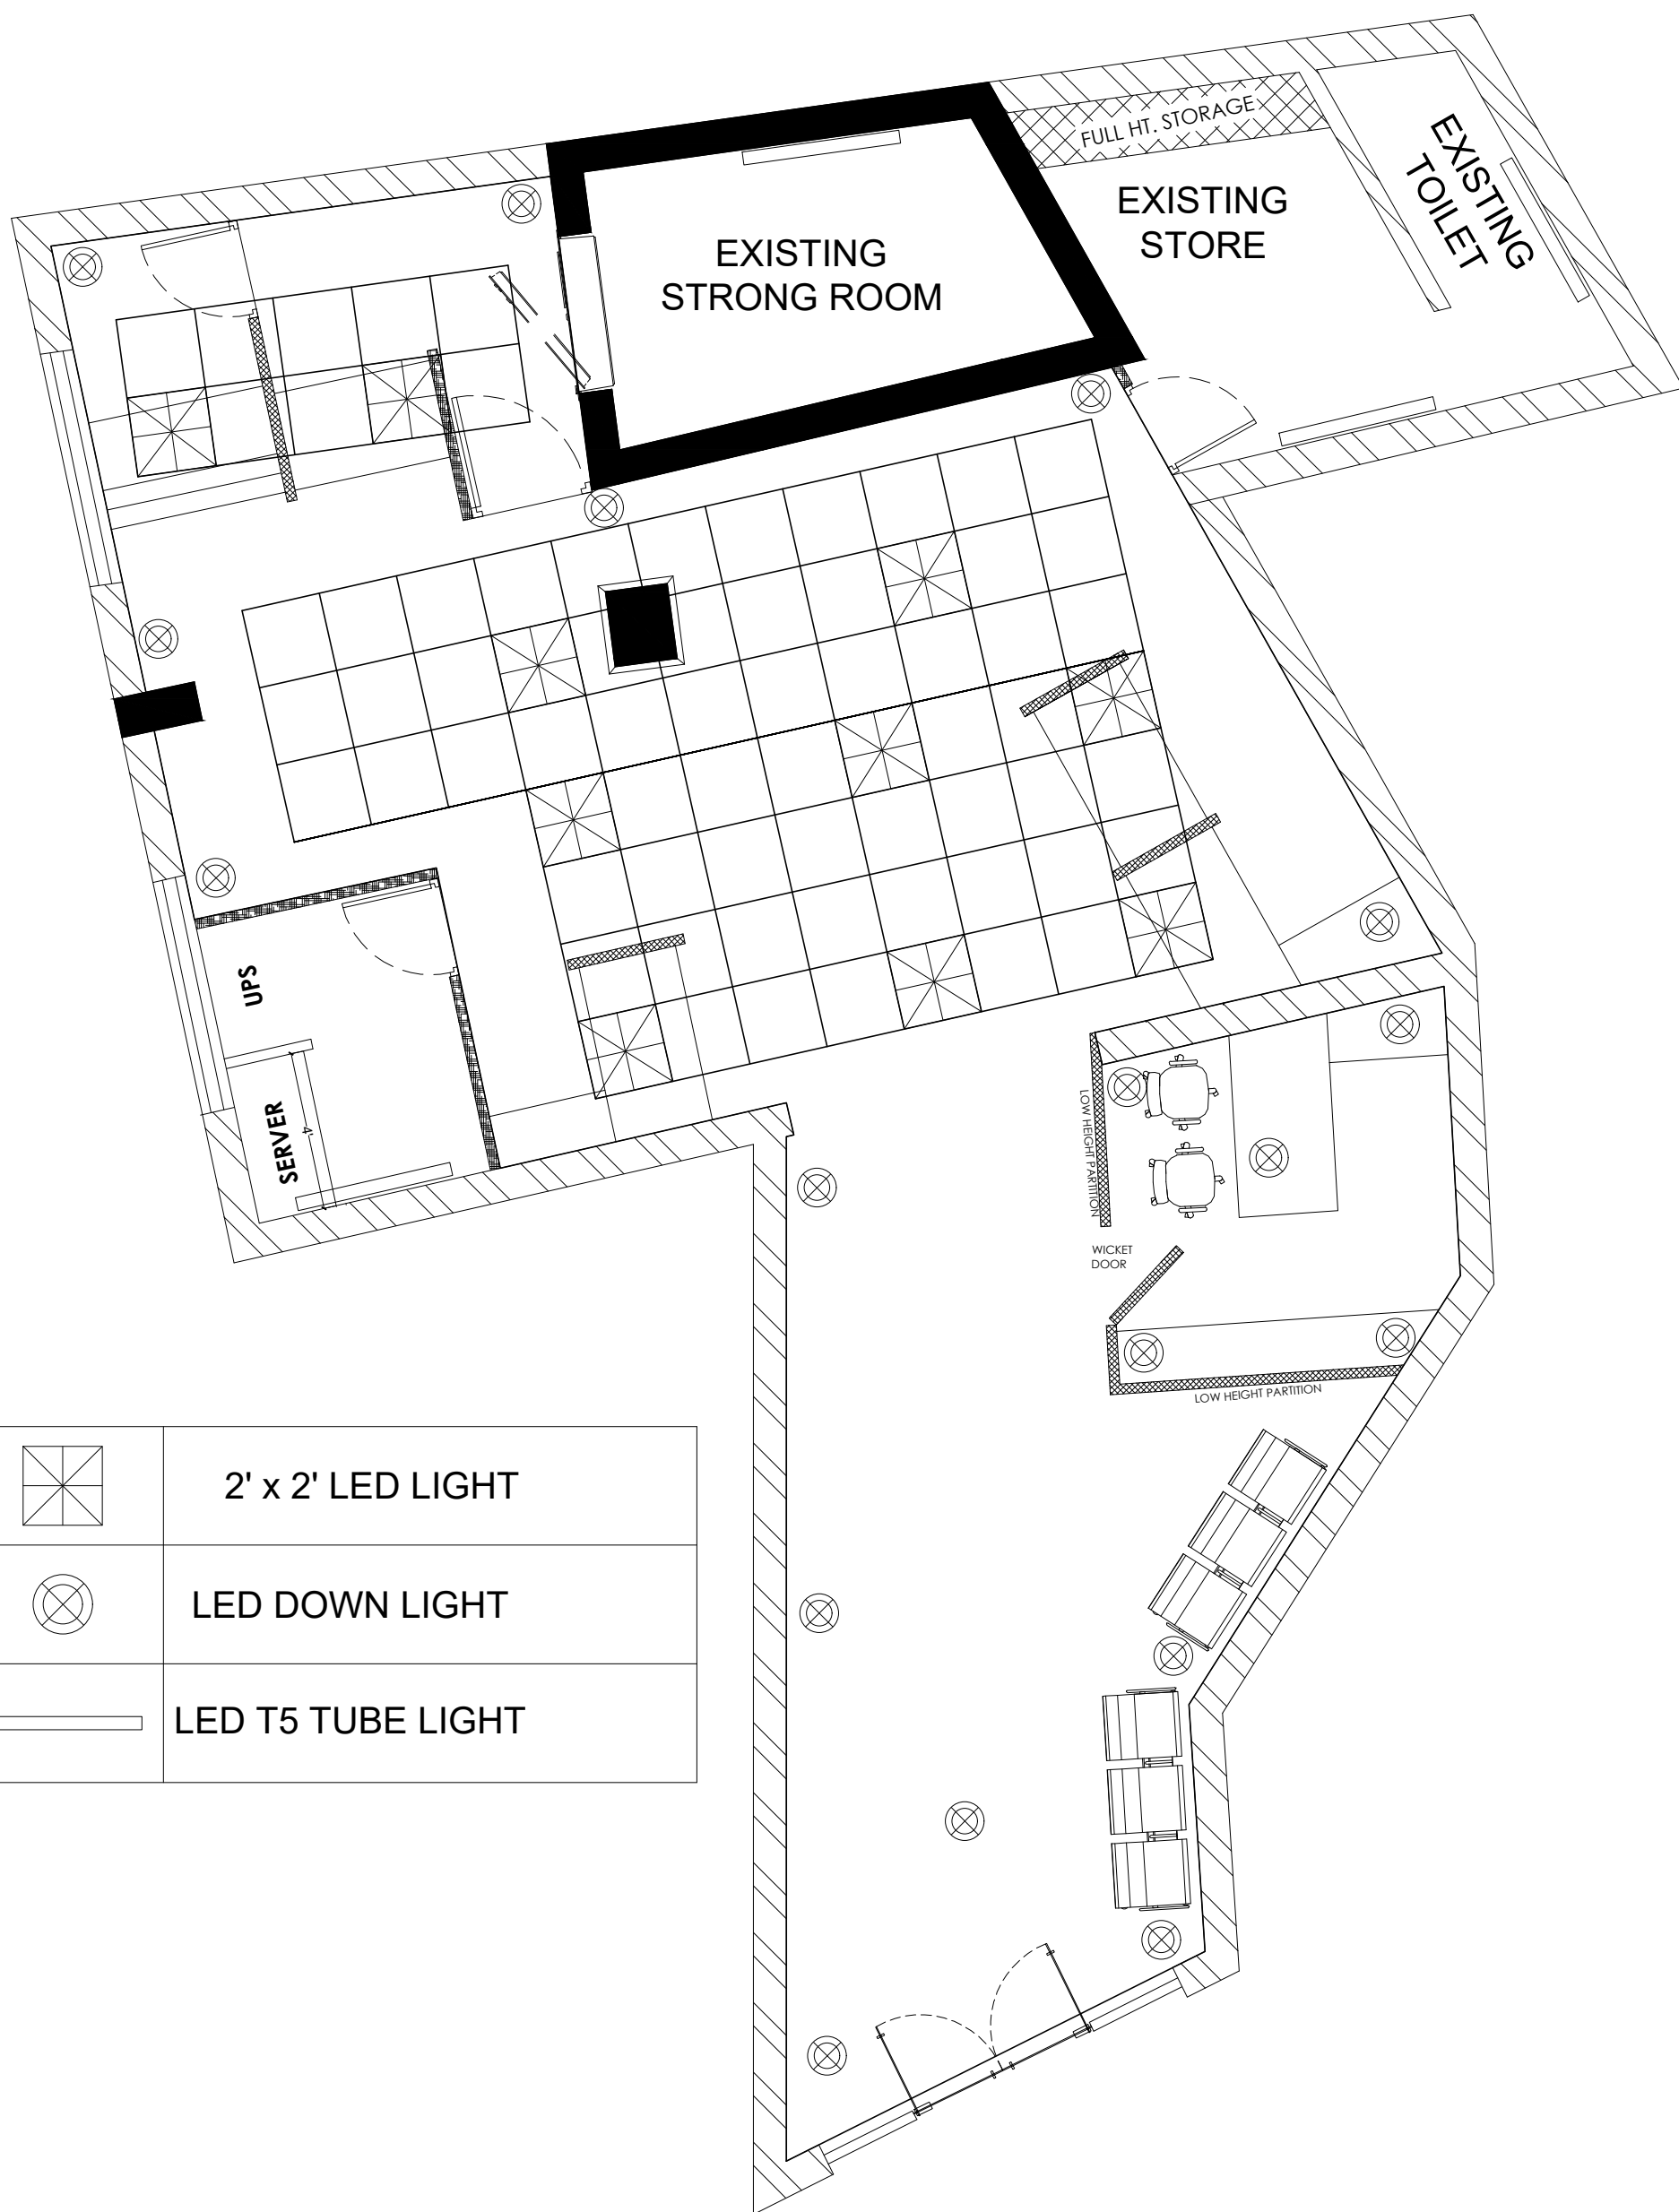 FULL HT. STORAGE
EXISTING
TOILET
EXISTING
STORE
EXISTING
STRONG ROOM
UPS
SERVER
4'
LOW HEIGHT PARTITION
WICKET
DOOR
LOW HEIGHT PARTITION
2' x 2' LED LIGHT
LED DOWN LIGHT
LED T5 TUBE LIGHT